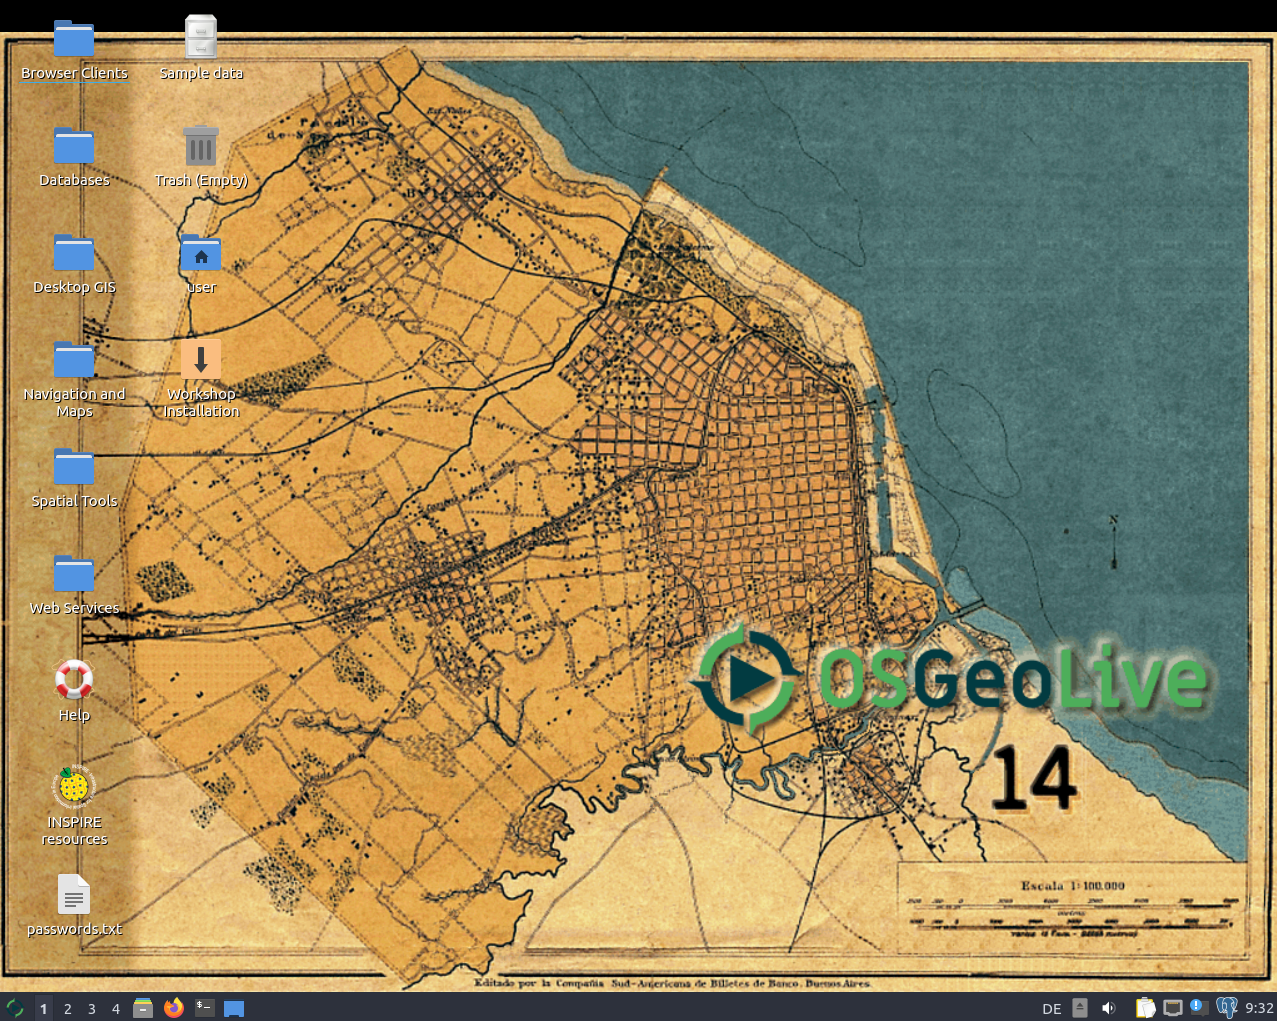 Browser Clients
Sample data
Databases
Trash (Empty)
Desktop GIS
user
Navigation and
Maps
Workshop
Installation
Spatial Tools
Web Services
Help
INSPIRE
resources
passwords.txt
Belgrano
N
OSGeoLive
14
Escala 1:100.000
Editado por la Compañia Sud-Americana de Billetes de Banco, Buenos Aires.
1 2 3 4
DE
9:32